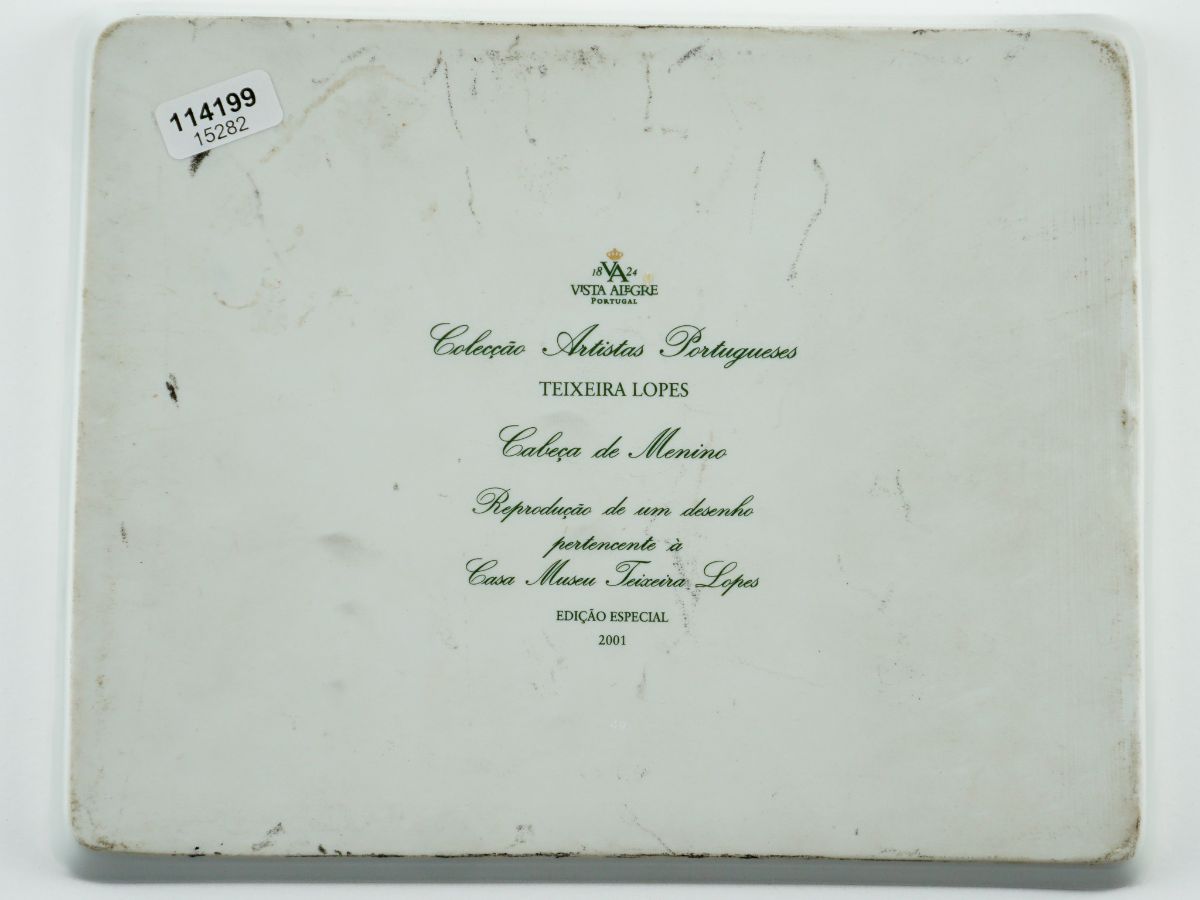 114199
15282
18 VA 24
VISTA ALEGRE
PORTUGAL
Colecção Artistas Portugueses
TEIXEIRA LOPES
Cabeça de Menino
Reprodução de um desenho
pertencente à
Casa Museu Teixeira Lopes
EDIÇÃO ESPECIAL
2001